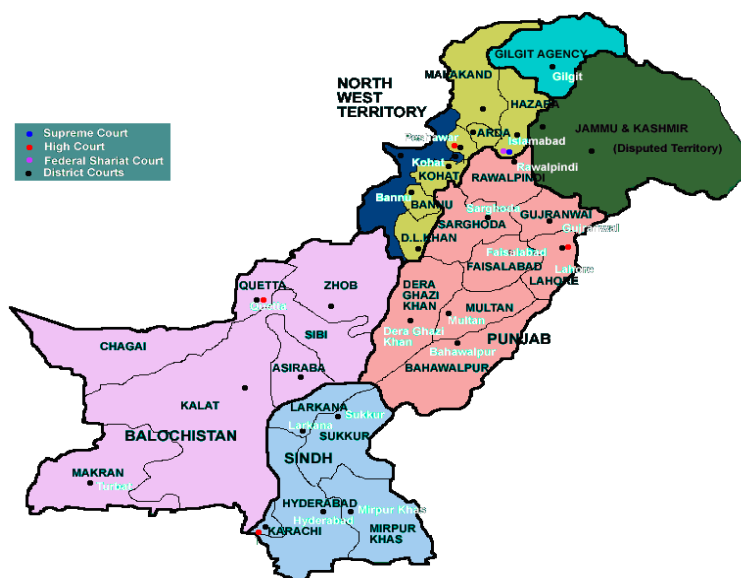 GILGIT AGENCY
Gilgit
MALAKAND
NORTH
WEST
TERRITORY
HAZARA
JAMMU & KASHMIR
(Disputed Territory)
Supreme Court
High Court
Federal Shariat Court
District Courts
ARDA
Islamabad
Rawalpindi
RAWALPINDI
Kohat
KOHAT
Bannu
BANNU
Sarghoda
SARGHODA
GUJRANWAL
D.I.KHAN
Faisalabad
FAISALABAD
Lahore
LAHORE
QUETTA
Quetta
ZHOB
DERA
GHAZI
KHAN
Dera Ghazi
Khan
MULTAN
Multan
PUNJAB
Bahawalpur
BAHAWALPUR
CHAGAI
SIBI
ASIRABA
KALAT
BALOCHISTAN
LARKANA
Larkana
Sukkur
SUKKUR
SINDH
MAKRAN
Turbat
HYDERABAD
Hyderabad
Mirpur Khas
MIRPUR
KHAS
KARACHI